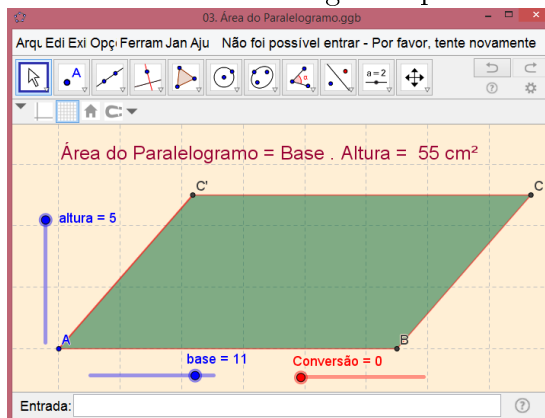 03. Área do Paralelogramo.ggb
Arqu Edi Exi Opç Ferram Jan Aju Não foi possível entrar - Por favor, tente novamente
A α a=2
Área do Paralelogramo = Base . Altura = 55 cm²
C' C
altura = 5
A B
base = 11 Conversão = 0
Entrada: